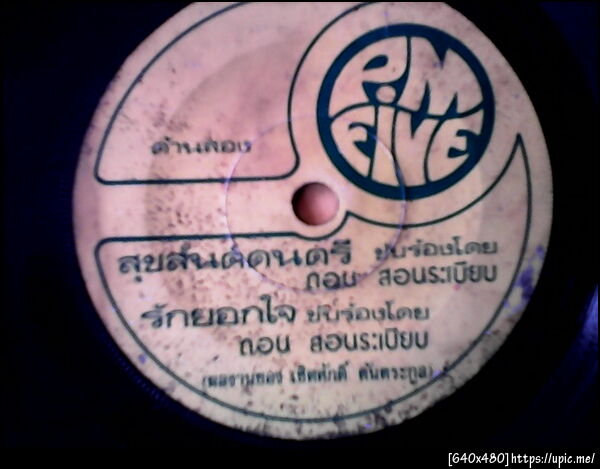 P.M
FIVE
ด้านสอง
สุขสันต์ดนตรี ขับร้องโดย
ถอน สอนระเบียบ
รักยอกใจ ขับร้องโดย
ถอน สอนระเบียบ
(ผลงานของ เชิดศักดิ์ ตันตระกูล)
[640x480]https://upic.me/